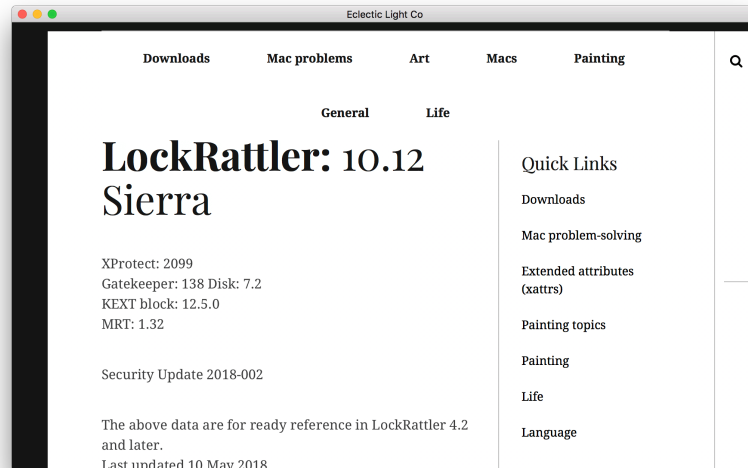 Eclectic Light Co
Downloads Mac problems Art Macs Painting
General Life
LockRattler: 10.12
Sierra
XProtect: 2099
Gatekeeper: 138 Disk: 7.2
KEXT block: 12.5.0
MRT: 1.32
Security Update 2018-002
The above data are for ready reference in LockRattler 4.2
and later.
Last updated 10 May 2018
Quick Links
Downloads
Mac problem-solving
Extended attributes
(xattrs)
Painting topics
Painting
Life
Language